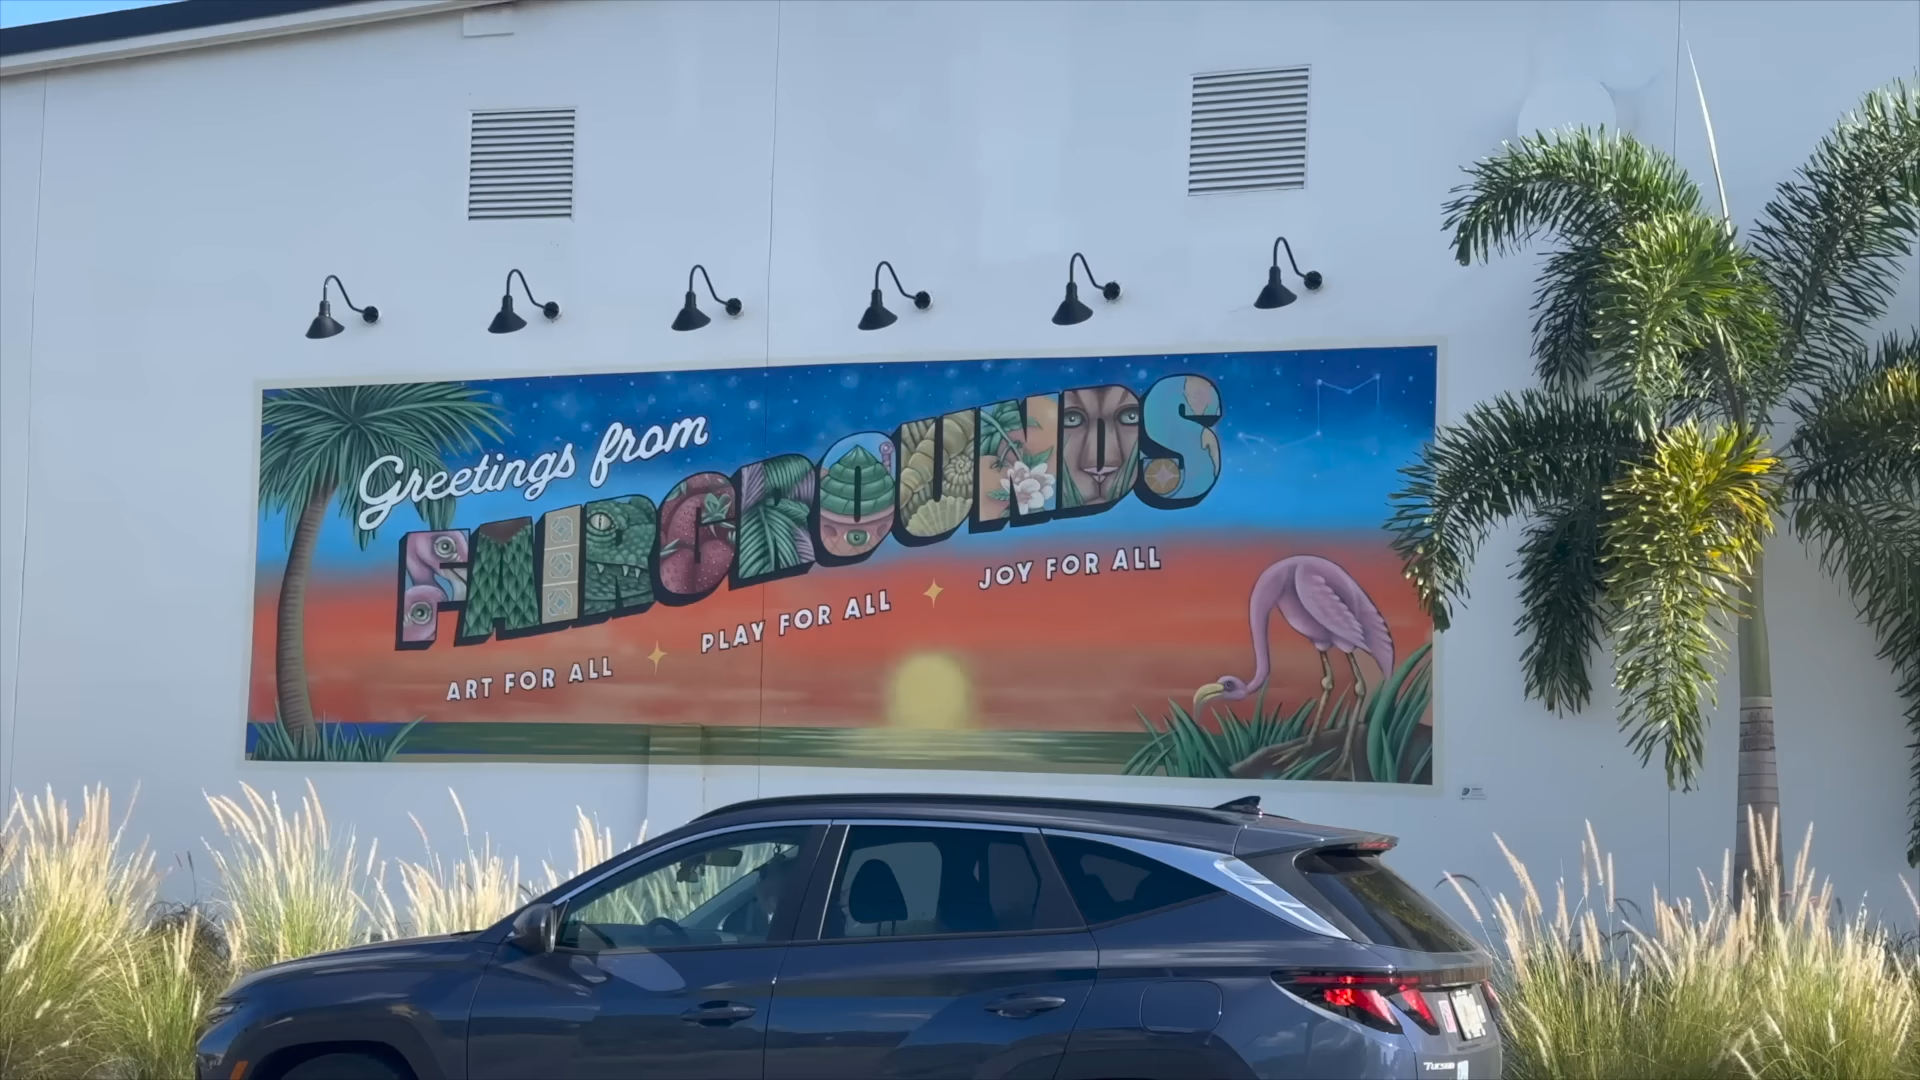 Greetings from
FAIRGROUNDS
ART FOR ALL
PLAY FOR ALL
JOY FOR ALL
TUCSON